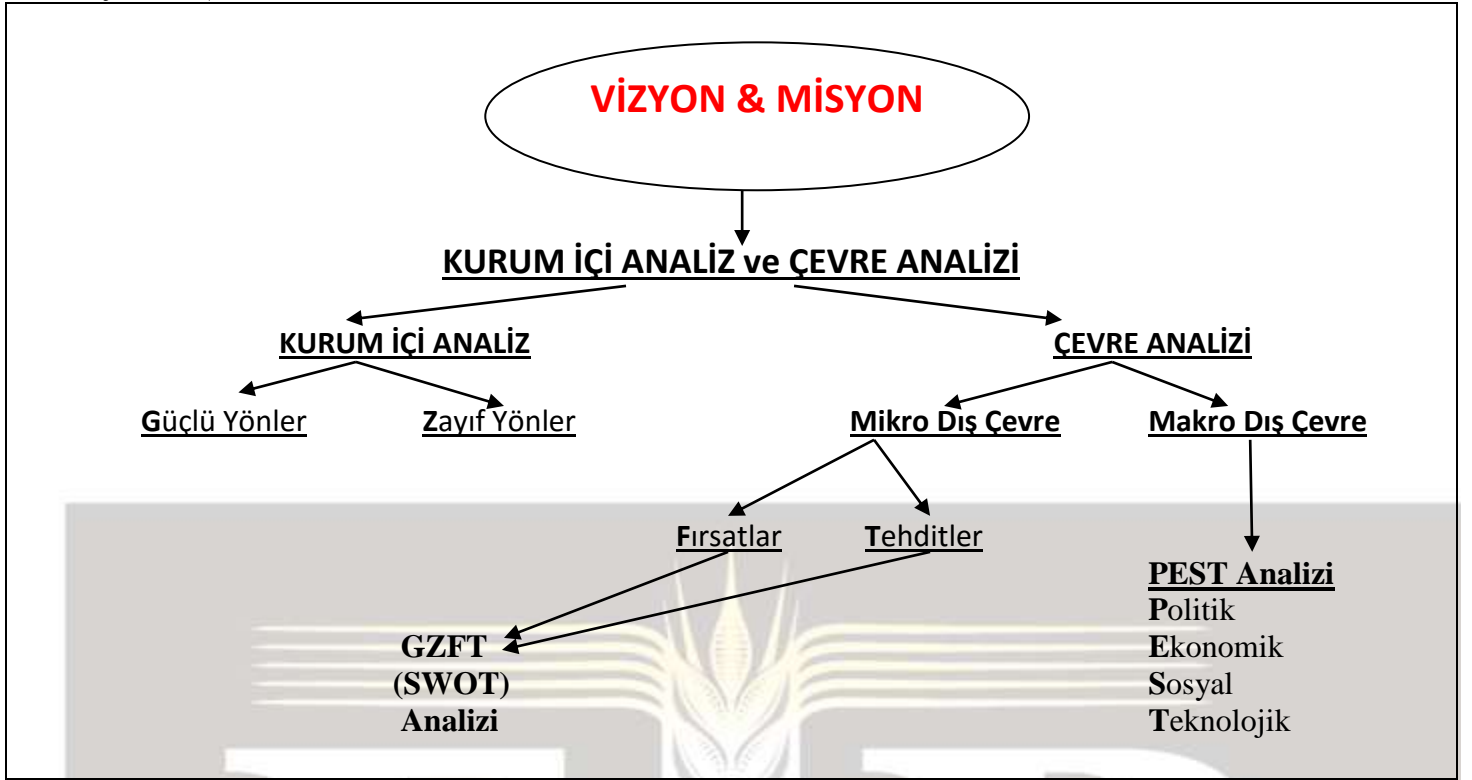 VİZYON & MİSYON
KURUM İÇİ ANALİZ ve ÇEVRE ANALİZİ
KURUM İÇİ ANALİZ
ÇEVRE ANALİZİ
Güçlü Yönler
Zayıf Yönler
Mikro Dış Çevre
Makro Dış Çevre
Fırsatlar
Tehditler
GZFT
(SWOT)
Analizi
PEST Analizi
Politik
Ekonomik
Sosyal
Teknolojik